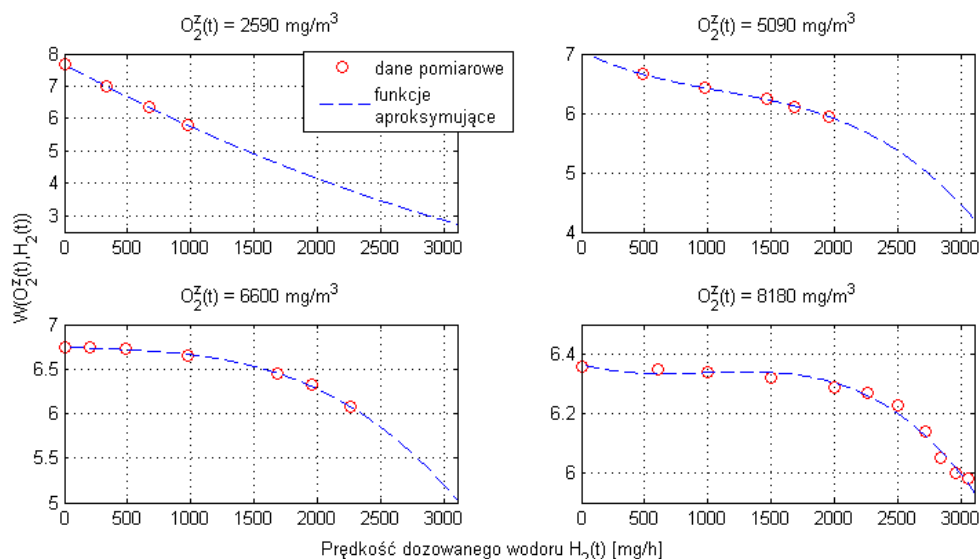 O₂ᶻ(t) = 2590 mg/m³
O₂ᶻ(t) = 5090 mg/m³
8
7
6
5
4
3
0 500 1000 1500 2000 2500 3000
dane pomiarowe
funkcje
aproksymujące
7
6
5
4
0 500 1000 1500 2000 2500 3000
W(O₂ᶻ(t),H₂(t))
O₂ᶻ(t) = 6600 mg/m³
O₂ᶻ(t) = 8180 mg/m³
7
6.5
6
5.5
5
0 500 1000 1500 2000 2500 3000
6.4
6.2
6
0 500 1000 1500 2000 2500 3000
Prędkość dozowanego wodoru H₂(t) [mg/h]